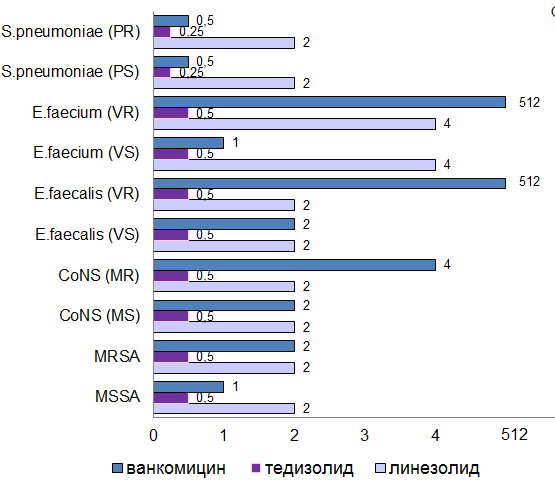 S.pneumoniae (PR) 0,5 0,25 2
S.pneumoniae (PS) 0,5 0,25 2
E.faecium (VR) 512 0,5 4
E.faecium (VS) 1 0,5 4
E.faecalis (VR) 512 0,5 2
E.faecalis (VS) 2 0,5 2
CoNS (MR) 4 0,5 2
CoNS (MS) 2 0,5 2
MRSA 2 0,5 2
MSSA 1 0,5 2
0 1 2 3 4 512
ванкомицин тедизолид линезолид